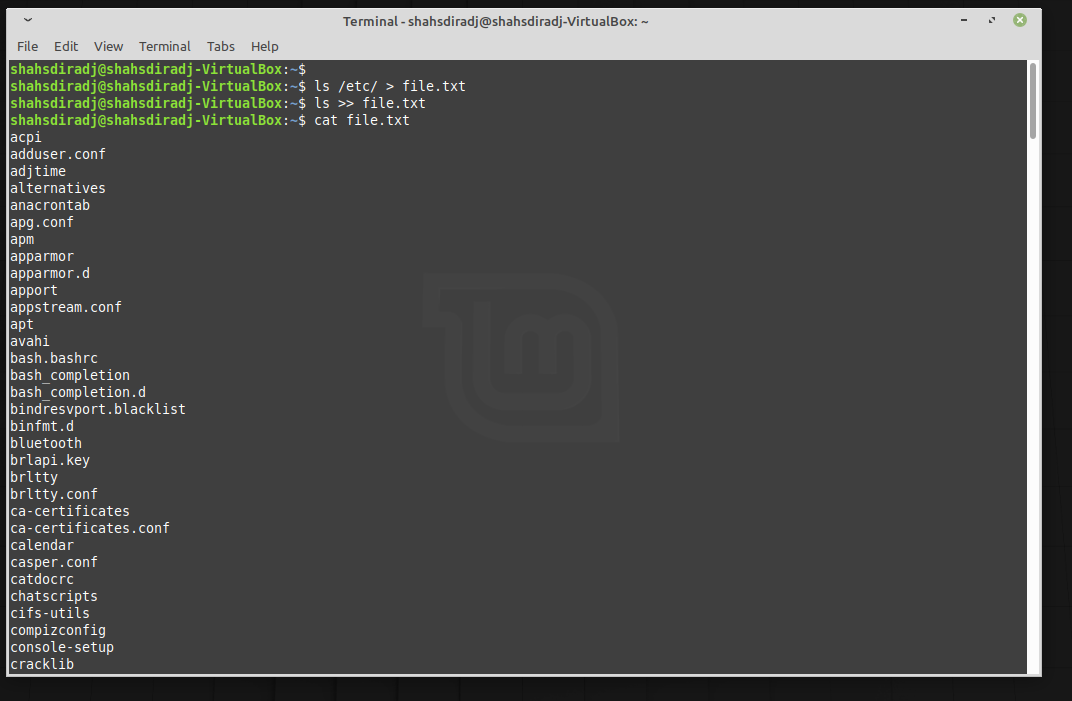 Terminal - shahsdiradj@shahsdiradj-VirtualBox: ~
File Edit View Terminal Tabs Help
shahsdiradj@shahsdiradj-VirtualBox:~$
shahsdiradj@shahsdiradj-VirtualBox:~$ ls /etc/ > file.txt
shahsdiradj@shahsdiradj-VirtualBox:~$ ls >> file.txt
shahsdiradj@shahsdiradj-VirtualBox:~$ cat file.txt
acpi
adduser.conf
adjtime
alternatives
anacrontab
apg.conf
apm
apparmor
apparmor.d
apport
appstream.conf
apt
avahi
bash.bashrc
bash_completion
bash_completion.d
bindresvport.blacklist
binfmt.d
bluetooth
brlapi.key
brltty
brltty.conf
ca-certificates
ca-certificates.conf
calendar
casper.conf
catdocrc
chatscripts
cifs-utils
compizconfig
console-setup
cracklib